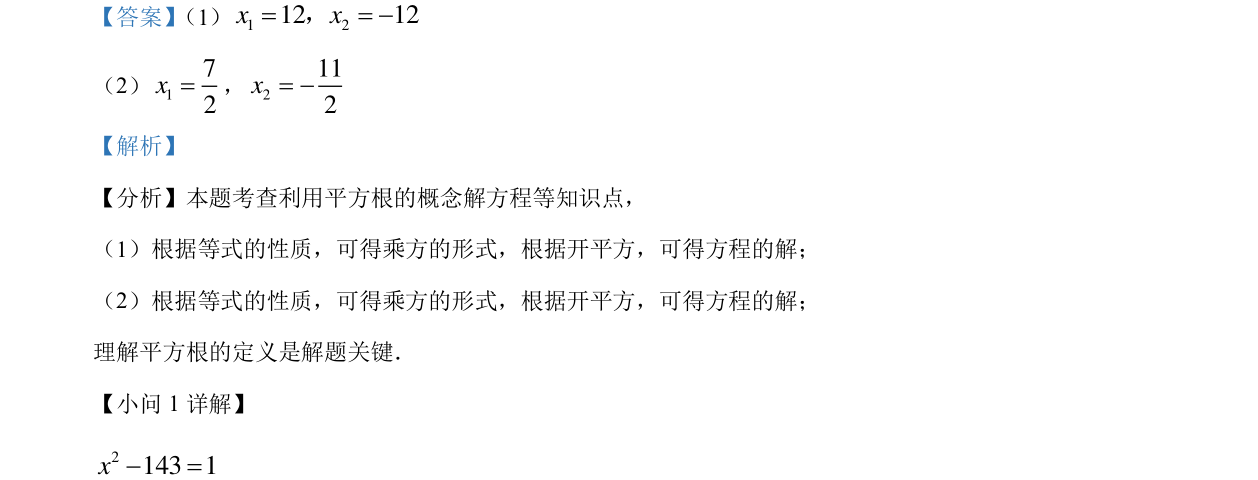 【答案】（1）x₁=12，x₂=−12
（2）x₁=7/2，x₂=−11/2
【解析】
【分析】本题考查利用平方根的概念解方程等知识点，
（1）根据等式的性质，可得乘方的形式，根据开平方，可得方程的解；
（2）根据等式的性质，可得乘方的形式，根据开平方，可得方程的解；
理解平方根的定义是解题关键．
【小问 1 详解】
x²−143=1